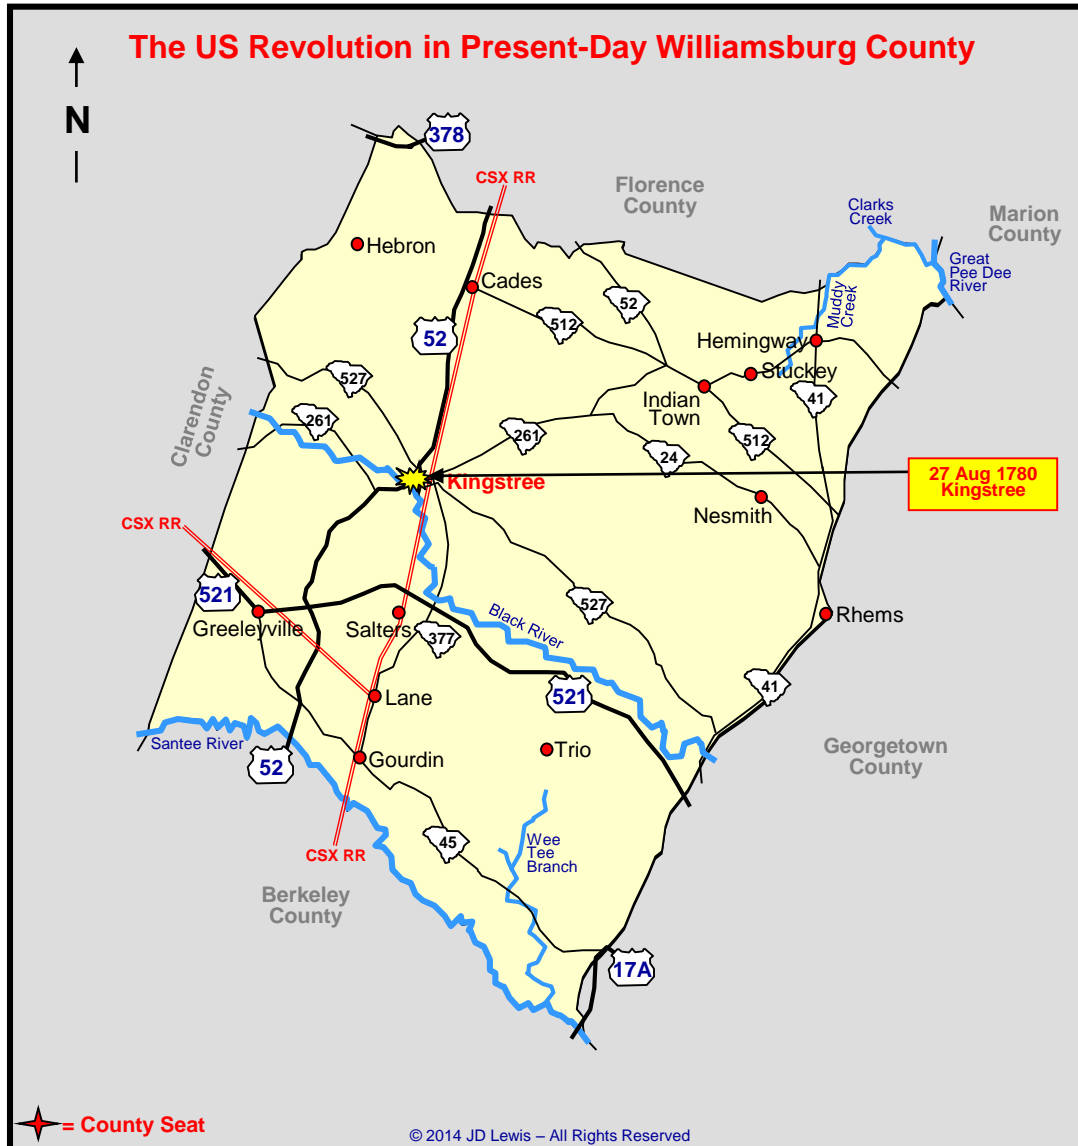 The US Revolution in Present-Day Williamsburg County
N
378
CSX RR
Florence
County
Clarks
Creek
Marion
County
Hebron
Great
Pee Dee
River
Cades
52
Muddy
Creek
512
52
Hemingway
527
Stuckey
Indian
Town
41
Clarendon
County
261
261
512
24
Kingstree
27 Aug 1780
Kingstree
Nesmith
CSX RR
521
Greeleyville
Salters
377
Black River
527
Rhems
Lane
521
41
Santee River
52
Gourdin
Trio
Georgetown
County
45
Wee
Tee
Branch
CSX RR
Berkeley
County
17A
= County Seat
© 2014 JD Lewis – All Rights Reserved